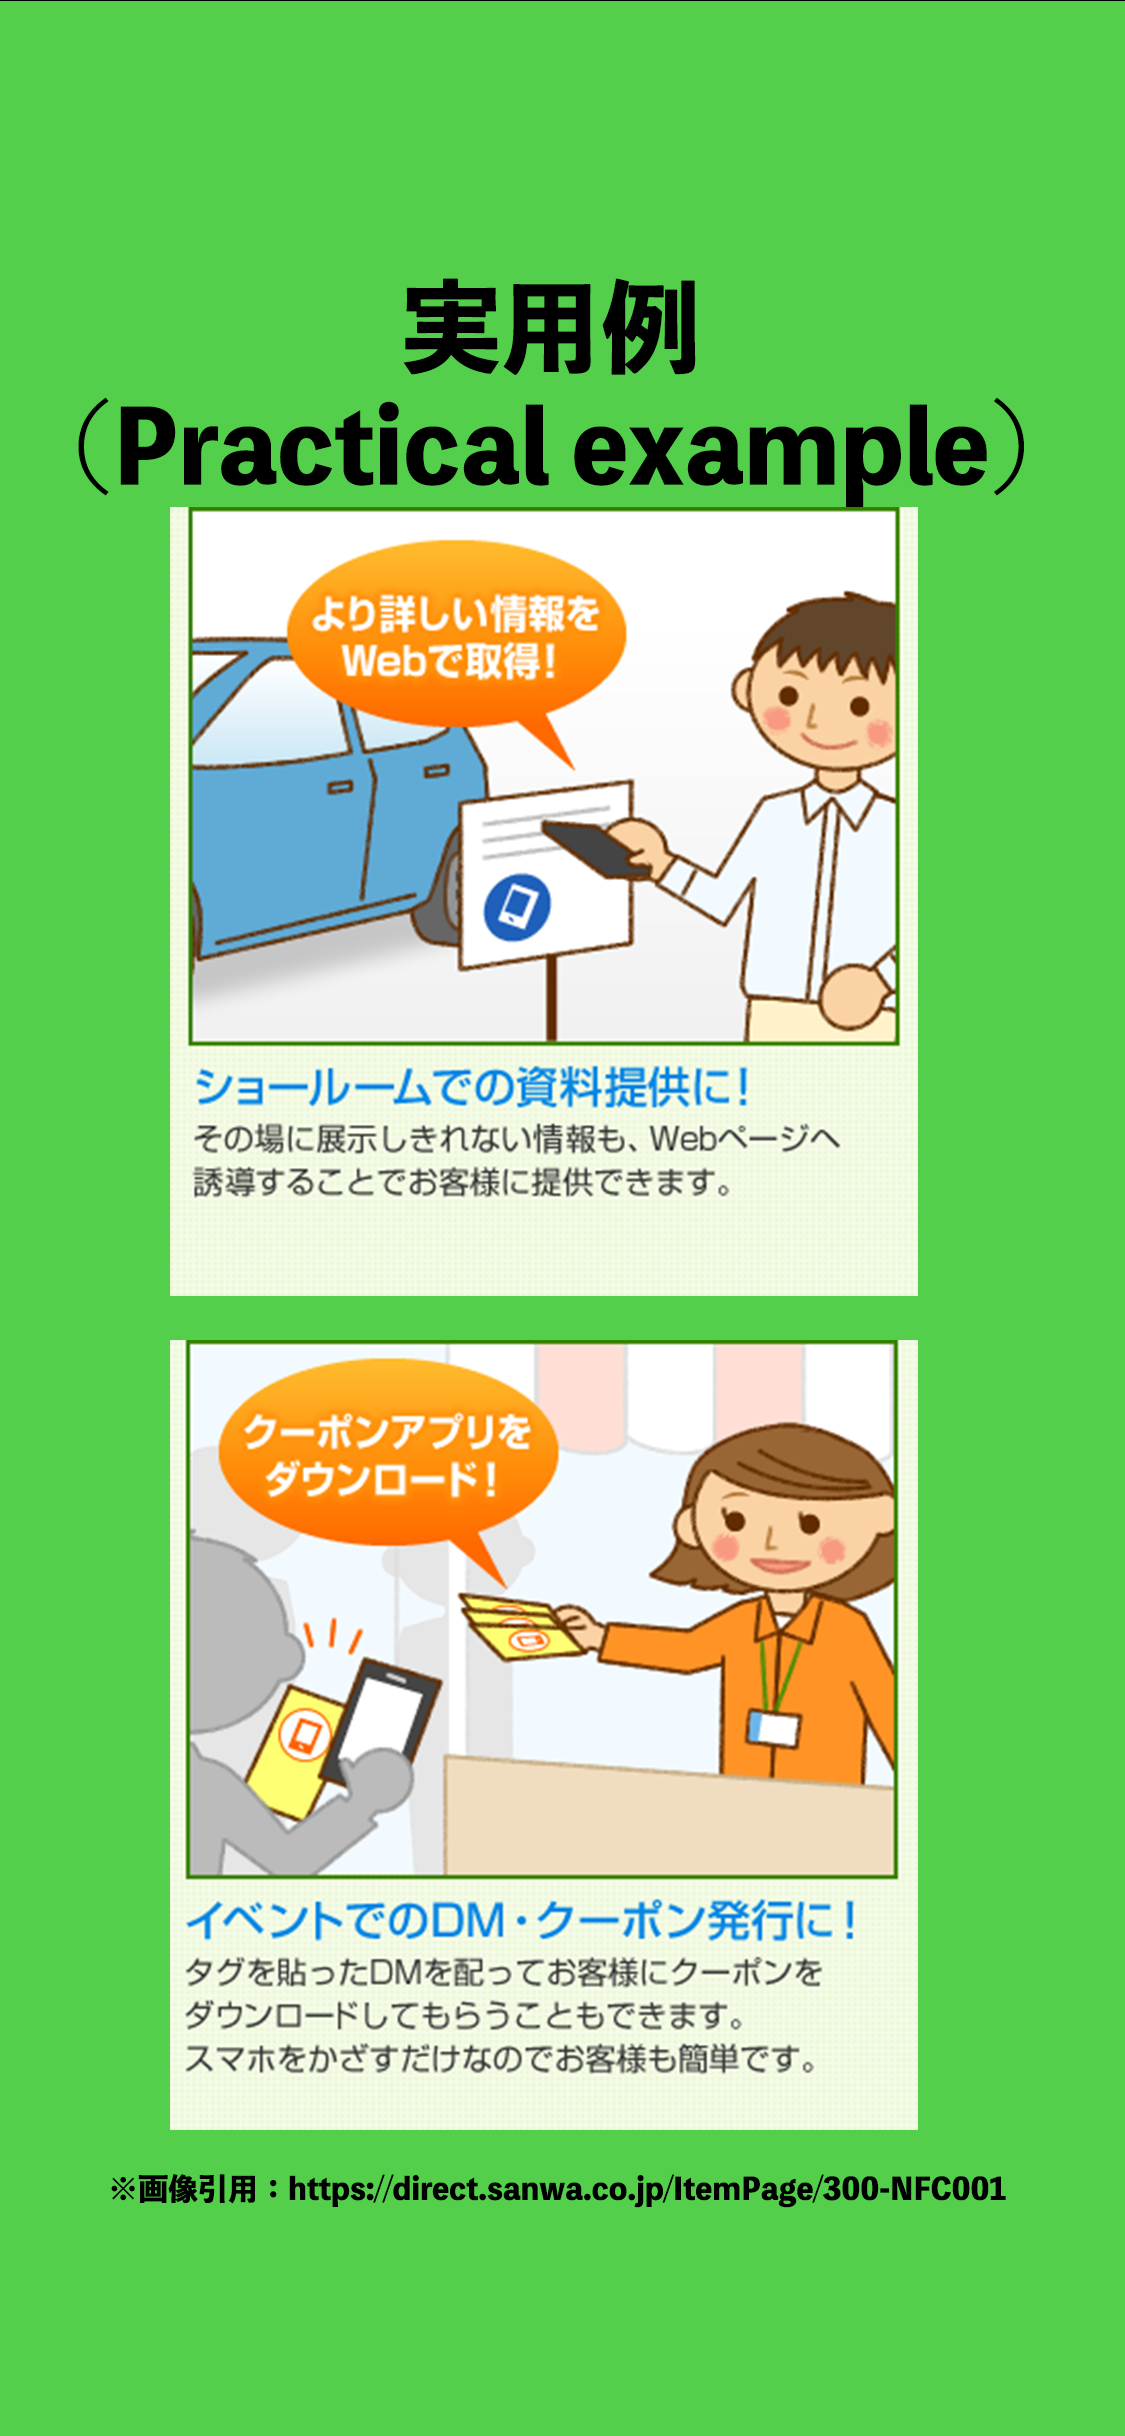 実用例
（Practical example）
より詳しい情報を
Webで取得！
ショールームでの資料提供に！
その場に展示しきれない情報も、Webページへ
誘導することでお客様に提供できます。
クーポンアプリを
ダウンロード！
イベントでのDM・クーポン発行に！
タグを貼ったDMを配ってお客様にクーポンを
ダウンロードしてもらうこともできます。
スマホをかざすだけなのでお客様も簡単です。
※画像引用：https://direct.sanwa.co.jp/ItemPage/300-NFC001